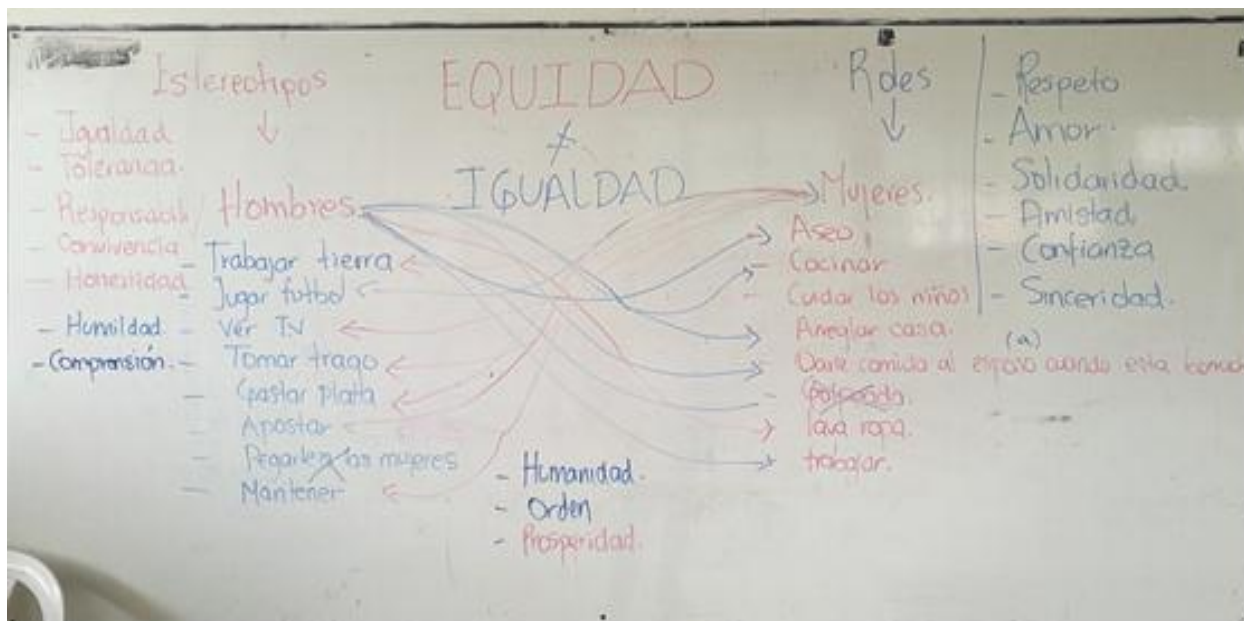 Estereotipos
EQUIDAD
Roles
≠
IGUALDAD
- Igualdad
- Tolerancia.
- Responsabili
- Convivencia
- Honestidad
- Humildad.
- Comprensión.
Hombres
- Trabajar tierra
- Jugar futbol
- Ver TV
- Tomar trago
- gastar plata
- Apostar
- Pegarle a las mujeres
- Mantener
- Humanidad.
- Orden
- Prosperidad.
Mujeres.
- Aseo
- Cocinar
- Cuidar los niños
Arreglar casa.
(a)
Darle comida al esposo cuando esta
- Golpeada.
lava ropa.
trabajar.
- Respeto
- Amor.
- Solidaridad
- Amistad
- Confianza
- Sinceridad.